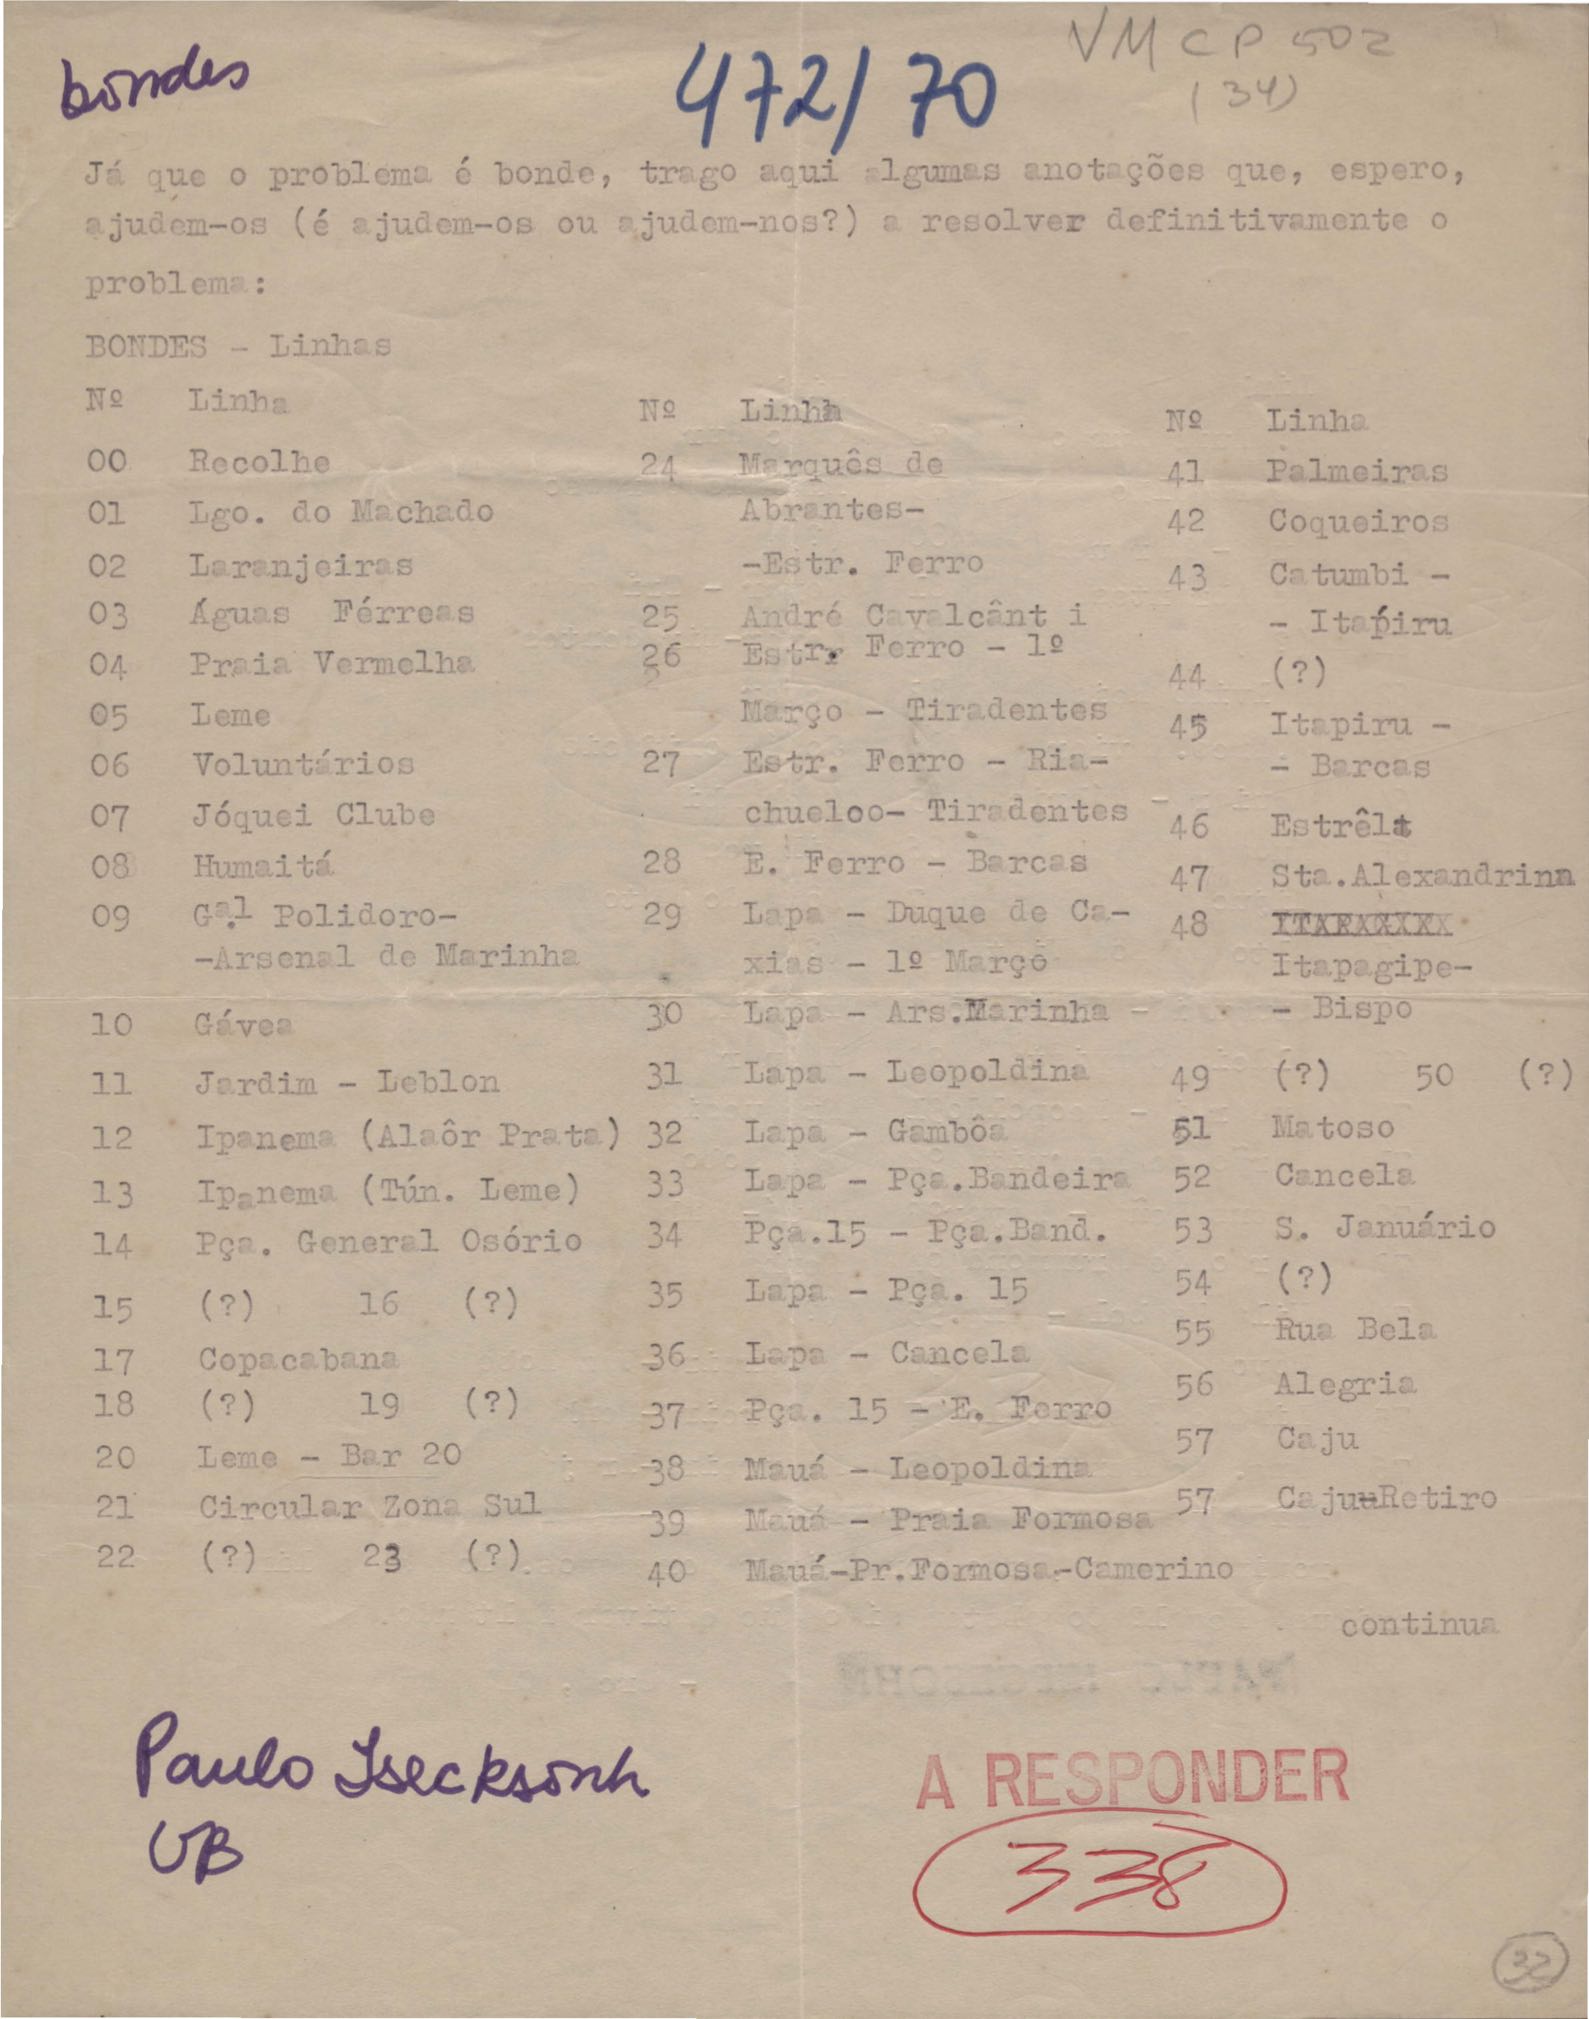 bondes
472/70
VM CP 502
(34)
Já que o problema é bonde, trago aqui algumas anotações que, espero,
ajudem-os (é ajudem-os ou ajudem-nos?) a resolver definitivamente o
problema:
BONDES - Linhas
Nº Linha
00 Recolhe
01 Lgo. do Machado
02 Laranjeiras
03 Águas Férreas
04 Praia Vermelha
05 Leme
06 Voluntários
07 Jóquei Clube
08 Humaitá
09 Gal. Polidoro-
-Arsenal de Marinha
10 Gávea
11 Jardim - Leblon
12 Ipanema (Alaôr Prata)
13 Ipanema (Tún. Leme)
14 Pça. General Osório
15 (?) 16 (?)
17 Copacabana
18 (?) 19 (?)
20 Leme - Bar 20
21 Circular Zona Sul
22 (?) 23 (?)
Nº Linha
24 Marquês de
Abrantes-
-Estr. Ferro
25 André Cavalcânt i
26 Estr. Ferro - 1º
Março - Tiradentes
27 Estr. Ferro - Ria-
chueloo- Tiradentes
28 E. Ferro - Barcas
29 Lapa - Duque de Ca-
xias - 1º Março
30 Lapa - Ars.Marinha
31 Lapa - Leopoldina
32 Lapa - Gambôa
33 Lapa - Pça.Bandeira
34 Pça.15 - Pça.Band.
35 Lapa - Pça. 15
36 Lapa - Cancela
37 Pça. 15 - E. Ferro
38 Mauá - Leopoldina
39 Mauá - Praia Formosa
40 Mauá-Pr.Formosa-Camerino
Nº Linha
41 Palmeiras
42 Coqueiros
43 Catumbi -
- Itapiru
44 (?)
45 Itapiru -
- Barcas
46 Estrêla
47 Sta.Alexandrina
48
Itapagipe-
- Bispo
49 (?) 50 (?)
51 Matoso
52 Cancela
53 S. Januário
54 (?)
55 Rua Bela
56 Alegria
57 Caju
57 Caju Retiro
continua
Paulo Isecksonh
UB
A RESPONDER
338
32